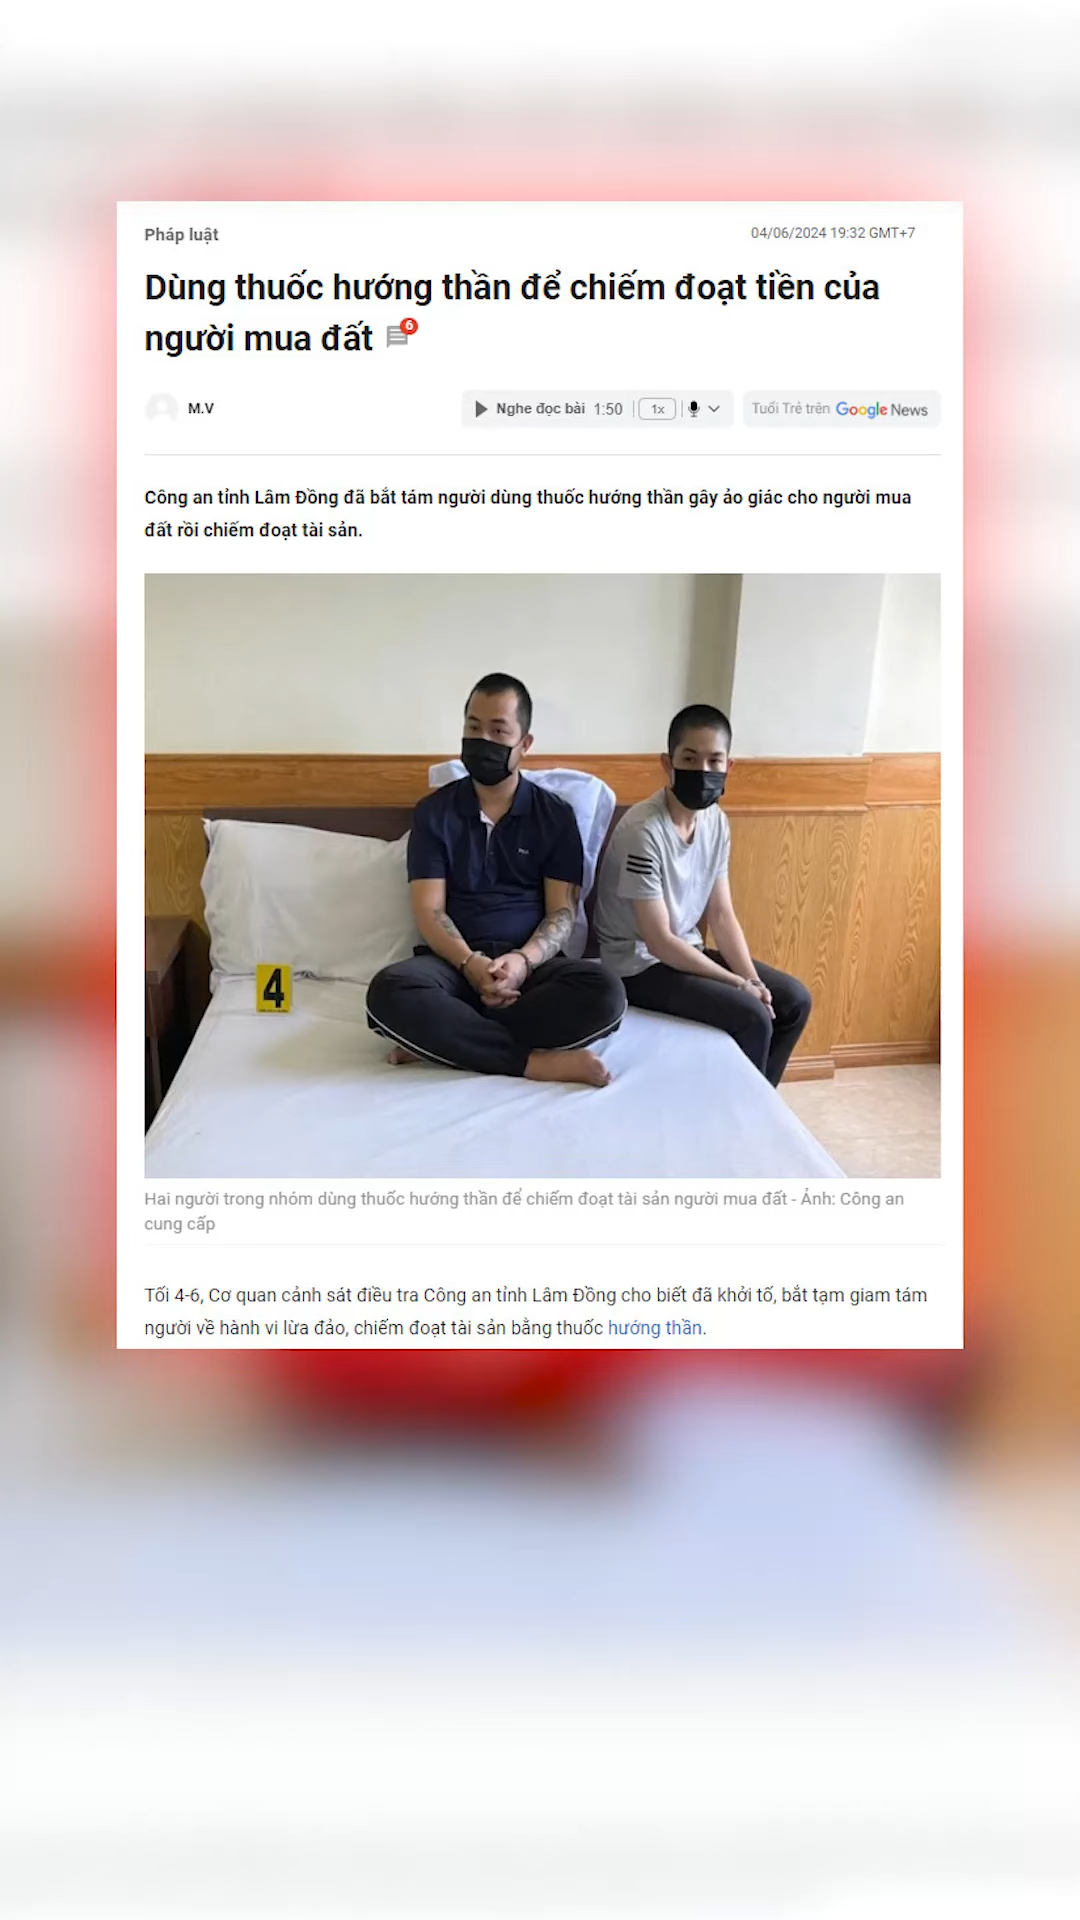 Pháp luật
04/06/2024 19:32 GMT+7
Dùng thuốc hướng thần để chiếm đoạt tiền của
người mua đất
6
M.V
Nghe đọc bài 1:50 1x
Tuổi Trẻ trên Google News
Công an tỉnh Lâm Đồng đã bắt tám người dùng thuốc hướng thần gây ảo giác cho người mua
đất rồi chiếm đoạt tài sản.
4
Hai người trong nhóm dùng thuốc hướng thần để chiếm đoạt tài sản người mua đất - Ảnh: Công an
cung cấp
Tối 4-6, Cơ quan cảnh sát điều tra Công an tỉnh Lâm Đồng cho biết đã khởi tố, bắt tạm giam tám
người về hành vi lừa đảo, chiếm đoạt tài sản bằng thuốc hướng thần.